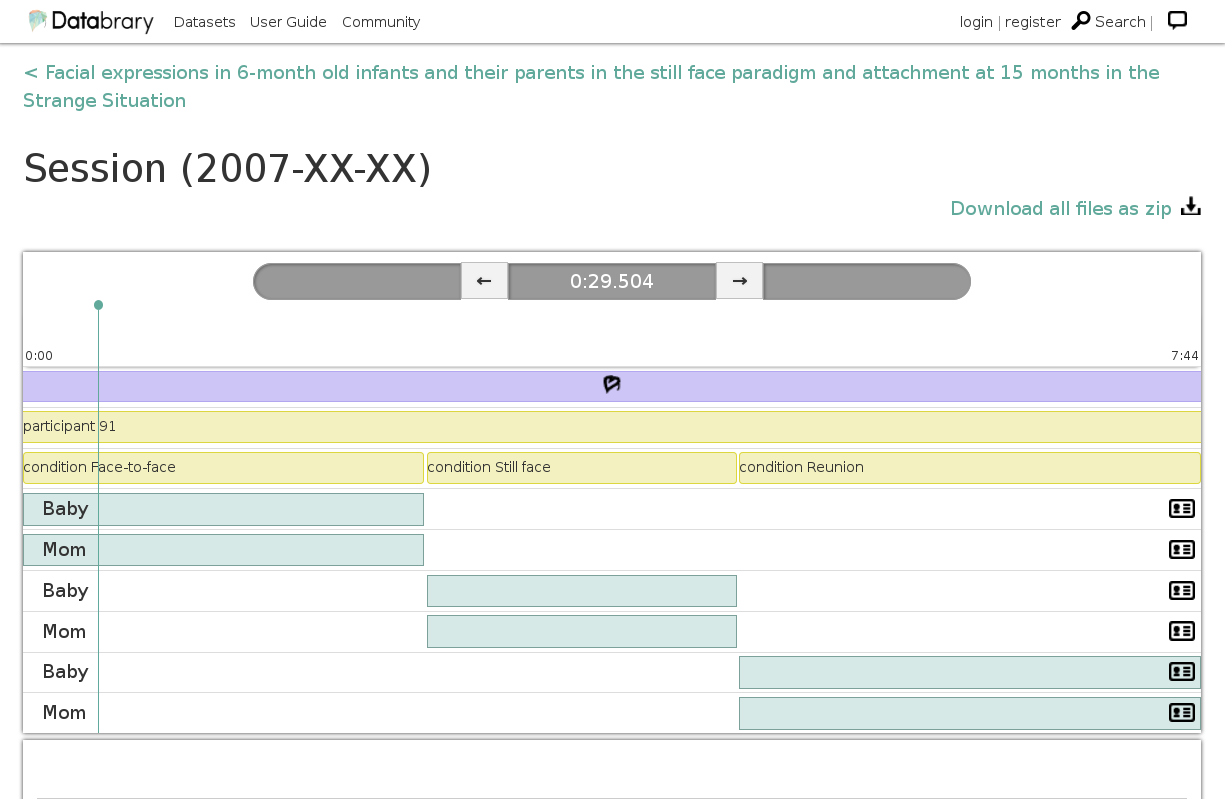 Databrary Datasets User Guide Community login | register Search |
< Facial expressions in 6-month old infants and their parents in the still face paradigm and attachment at 15 months in the
Strange Situation
Session (2007-XX-XX)
Download all files as zip
← 0:29.504 →
0:00 7:44
participant 91
condition Face-to-face condition Still face condition Reunion
Baby
Mom
Baby
Mom
Baby
Mom